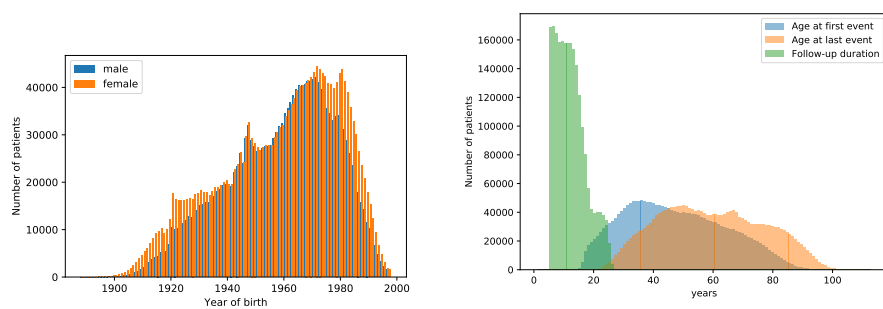 male
female
Number of patients
40000
30000
20000
10000
0
1900
1920
1940
1960
1980
2000
Year of birth
Age at first event
Age at last event
Follow-up duration
Number of patients
160000
140000
120000
100000
80000
60000
40000
20000
0
0
20
40
60
80
100
years